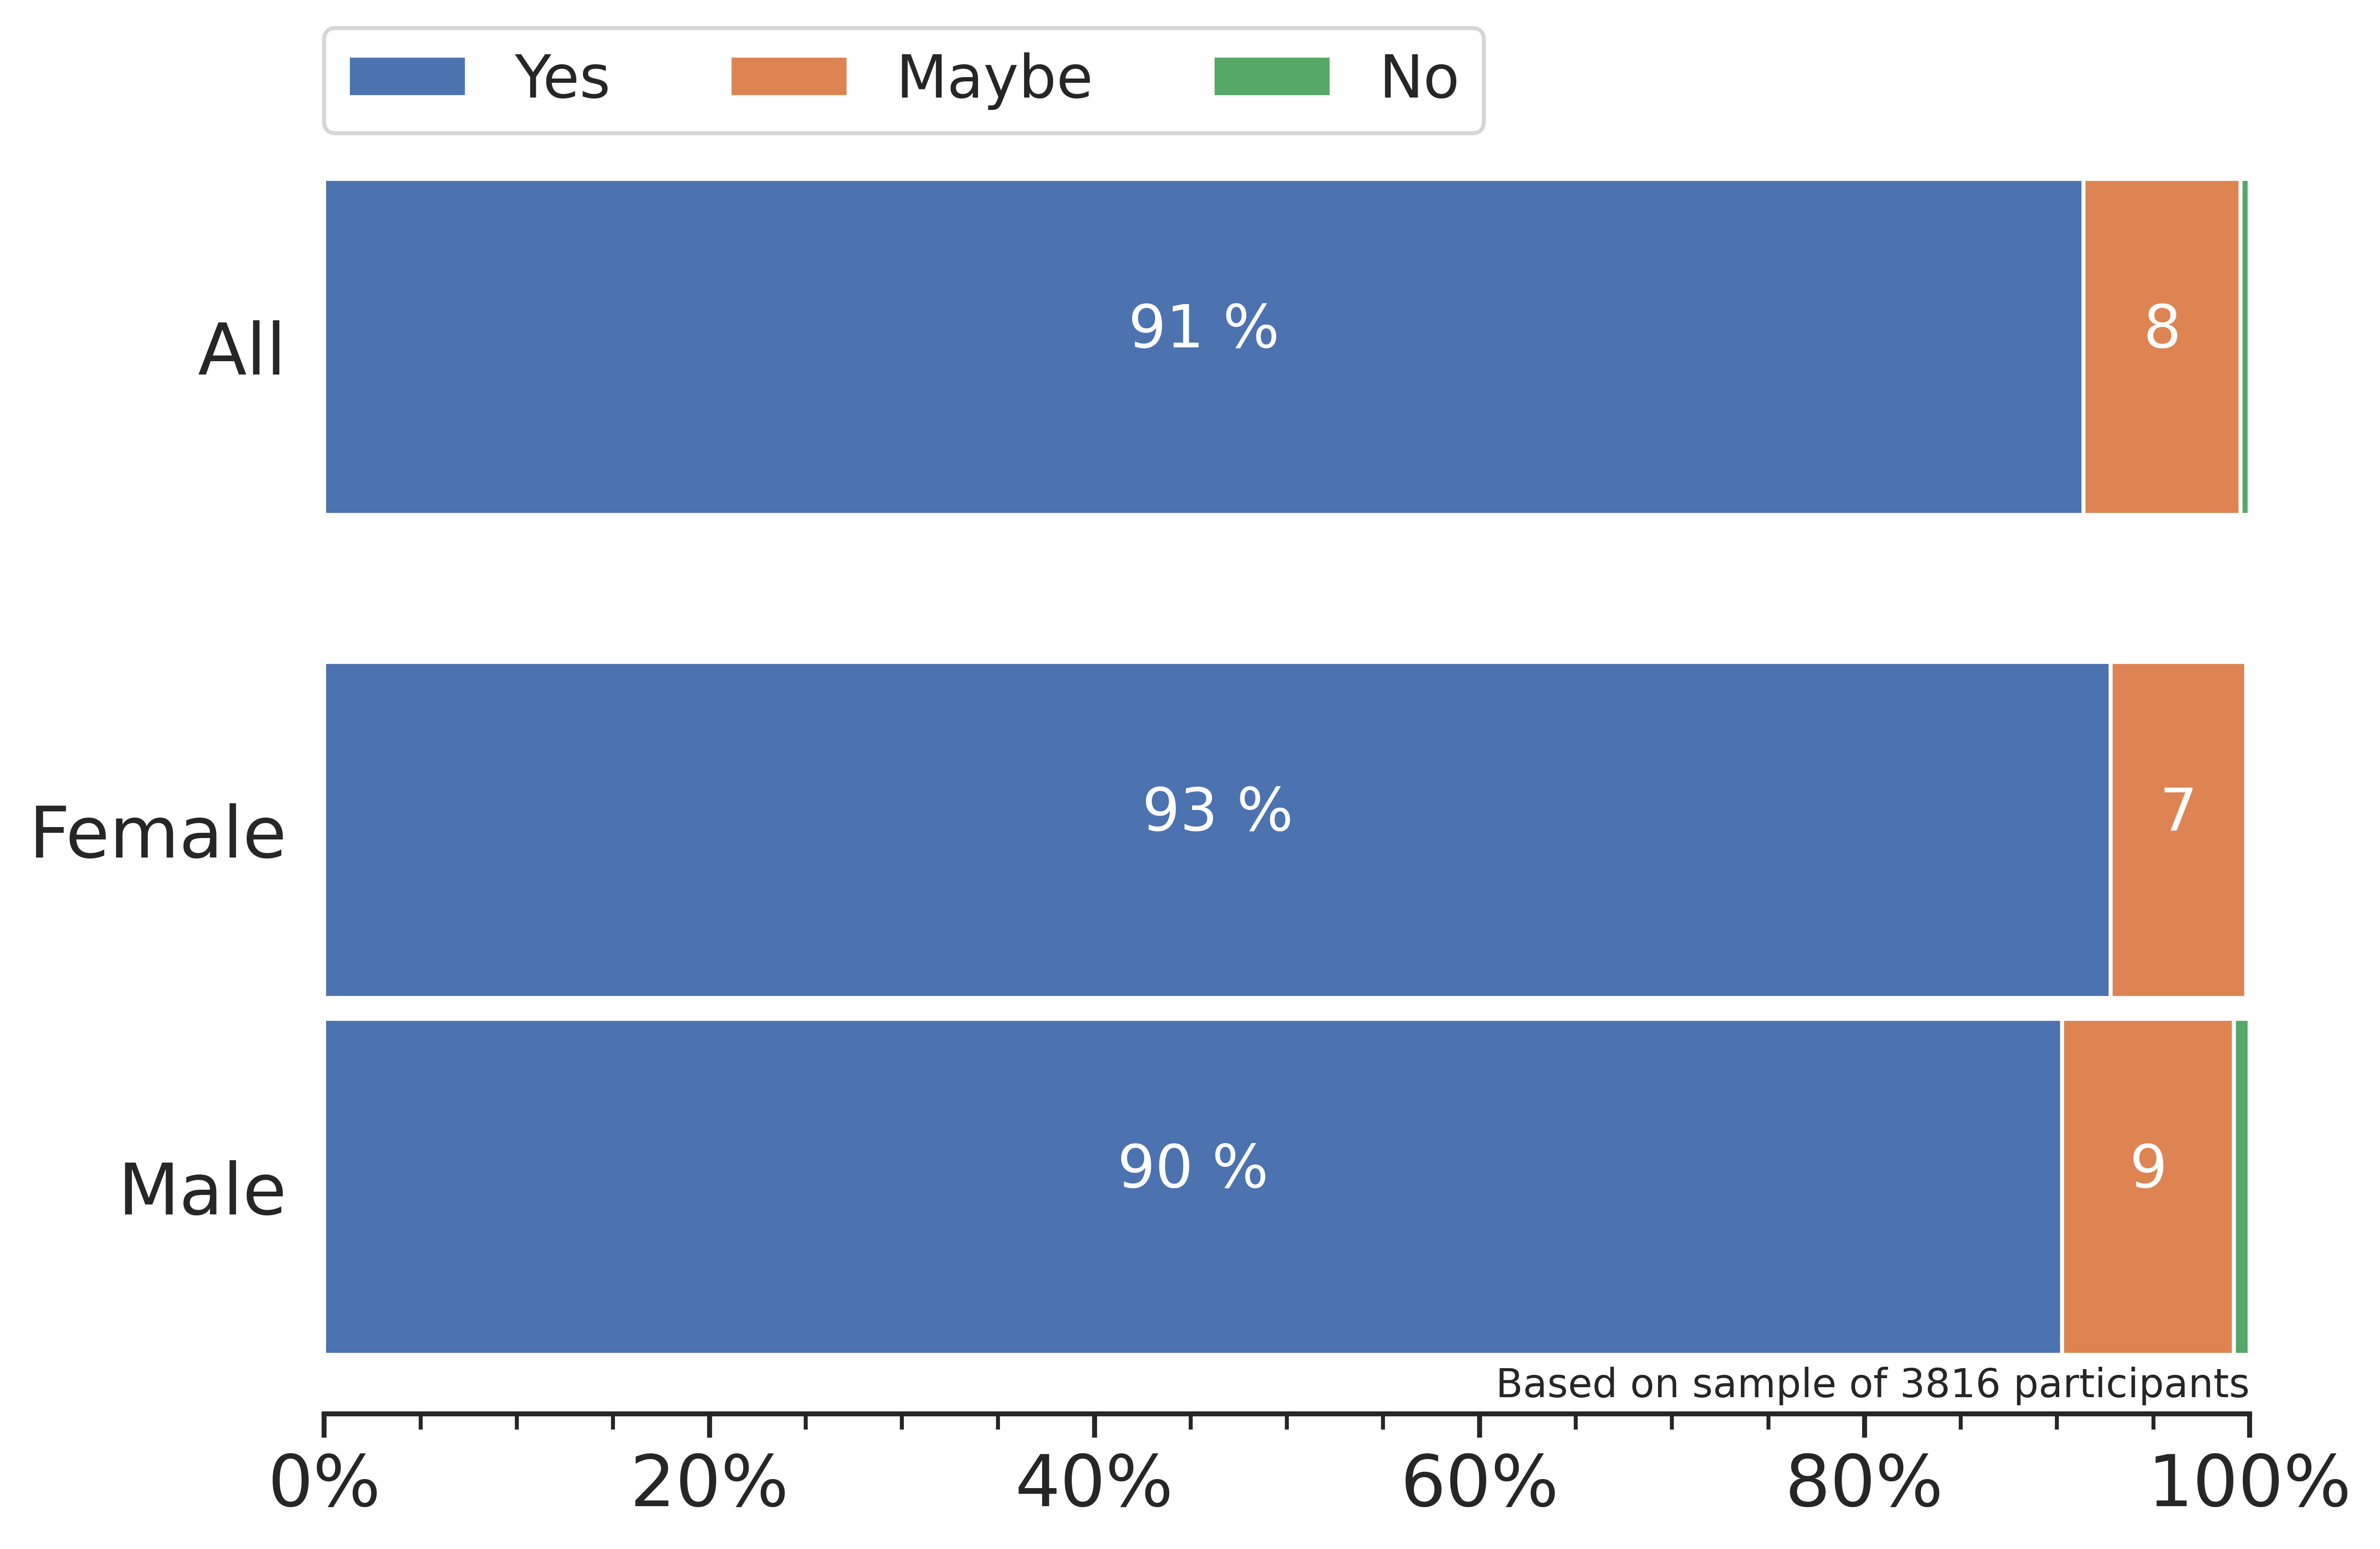 Yes Maybe No
All 91 % 8
Female 93 % 7
Male 90 % 9
Based on sample of 3816 participants
0% 20% 40% 60% 80% 100%